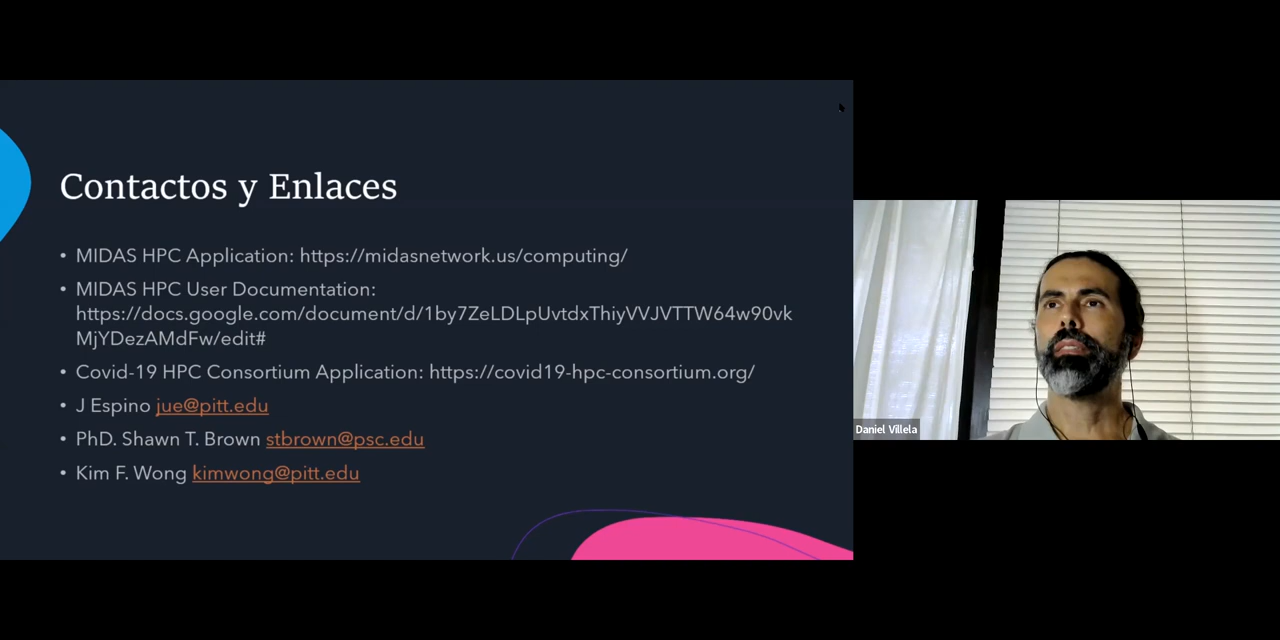 Contactos y Enlaces
• MIDAS HPC Application: https://midasnetwork.us/computing/
• MIDAS HPC User Documentation:
https://docs.google.com/document/d/1by7ZeLDLpUvtdxThiyVVJVTTW64w90vk
MjYDezAMdFw/edit#
• Covid-19 HPC Consortium Application: https://covid19-hpc-consortium.org/
• J Espino jue@pitt.edu
• PhD. Shawn T. Brown stbrown@psc.edu
• Kim F. Wong kimwong@pitt.edu
Daniel Villela